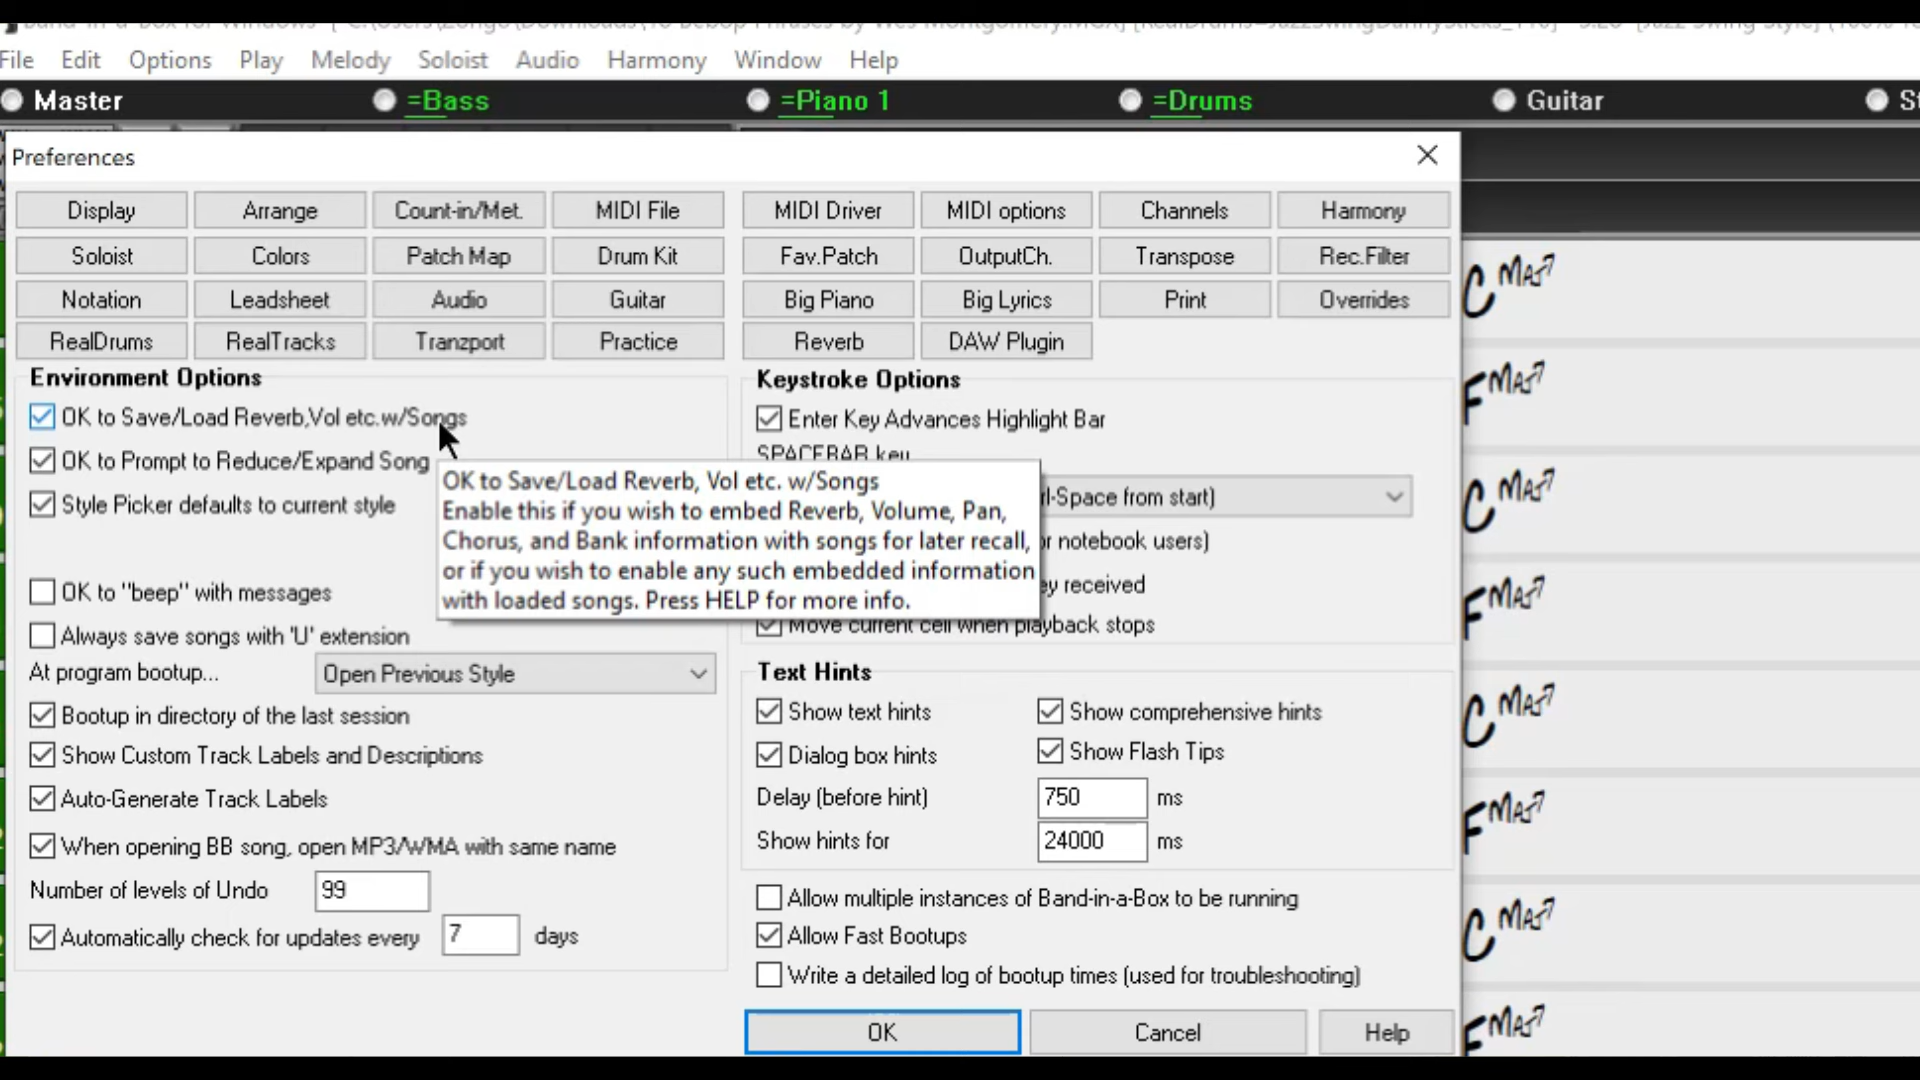 File Edit Options Play Melody Soloist Audio Harmony Window Help
Master =Bass =Piano 1 =Drums Guitar
Preferences
Display Arrange Count-in/Met. MIDI File MIDI Driver MIDI options Channels Harmony
Soloist Colors Patch Map Drum Kit Fav.Patch OutputCh. Transpose Rec.Filter
Notation Leadsheet Audio Guitar Big Piano Big Lyrics Print Overrides
RealDrums RealTracks Tranzport Practice Reverb DAW Plugin
Environment Options
OK to Save/Load Reverb,Vol etc.w/Songs
OK to Prompt to Reduce/Expand Song
Style Picker defaults to current style
OK to "beep" with messages
Always save songs with 'U' extension
At program bootup... Open Previous Style
Bootup in directory of the last session
Show Custom Track Labels and Descriptions
Auto-Generate Track Labels
When opening BB song, open MP3/WMA with same name
Number of levels of Undo 99
Automatically check for updates every 7 days
OK to Save/Load Reverb, Vol etc. w/Songs
Enable this if you wish to embed Reverb, Volume, Pan,
Chorus, and Bank information with songs for later recall,
or if you wish to enable any such embedded information
with loaded songs. Press HELP for more info.
Keystroke Options
Enter Key Advances Highlight Bar
SPACEBAR key
l-Space from start)
notebook users)
received
Move current cell when playback stops
Text Hints
Show text hints Show comprehensive hints
Dialog box hints Show Flash Tips
Delay (before hint) 750 ms
Show hints for 24000 ms
Allow multiple instances of Band-in-a-Box to be running
Allow Fast Bootups
Write a detailed log of bootup times (used for troubleshooting)
OK Cancel Help
C MAJ7
F MAJ7
C MAJ7
F MAJ7
C MAJ7
F MAJ7
C MAJ7
F MAJ7